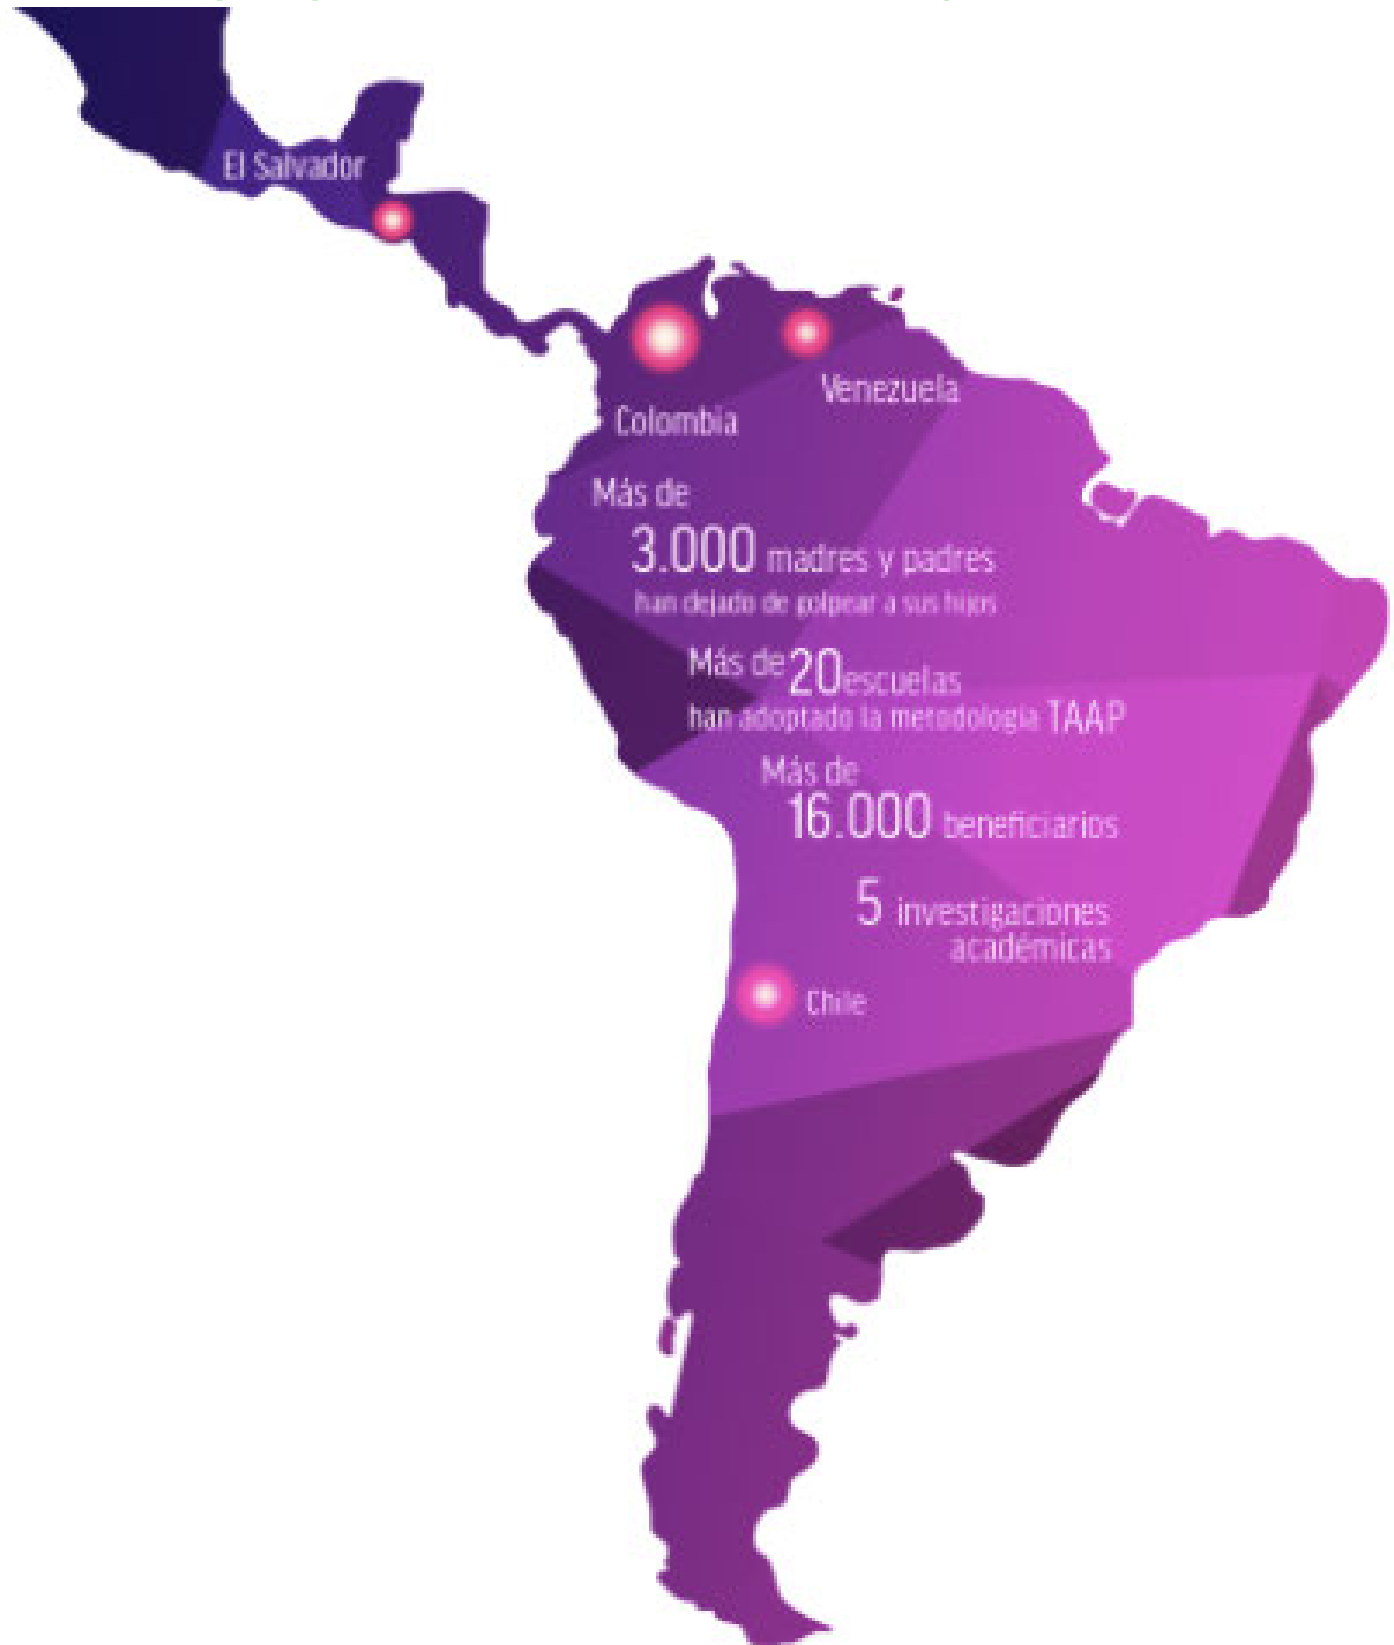 El Salvador
Venezuela
Colombia
Más de
3.000 madres y padres
han dejado de golpear a sus hijos
Más de 20 escuelas
han adoptado la metodología TAAP
Más de
16.000 beneficiarios
5 investigaciones
académicas
Chile